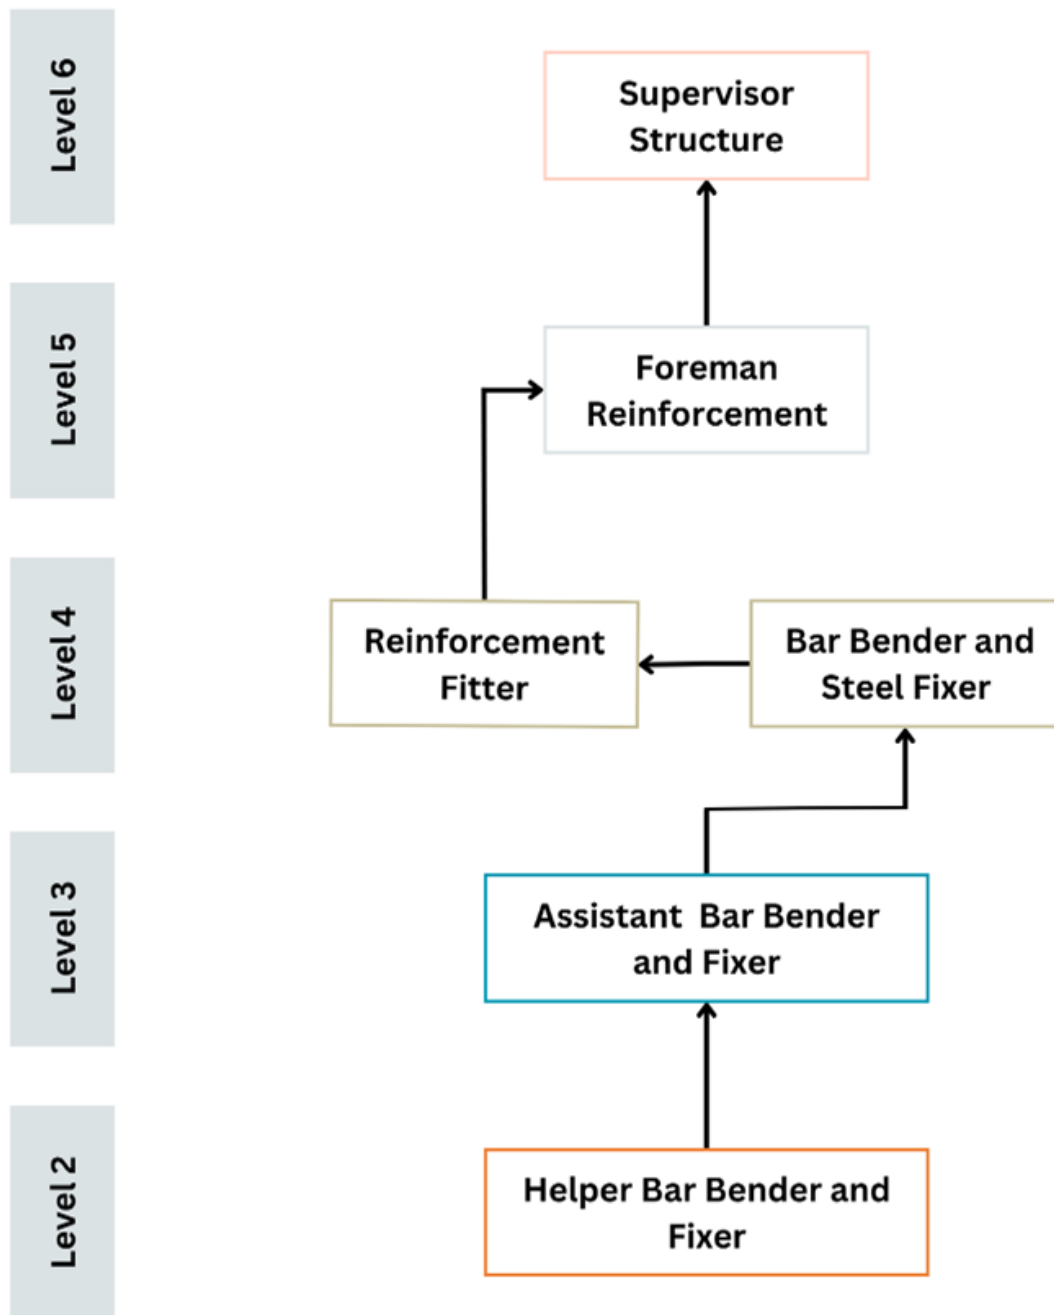 Level 6
Supervisor
Structure
Level 5
Foreman
Reinforcement
Level 4
Reinforcement
Fitter
Bar Bender and
Steel Fixer
Level 3
Assistant Bar Bender
and Fixer
Level 2
Helper Bar Bender and
Fixer